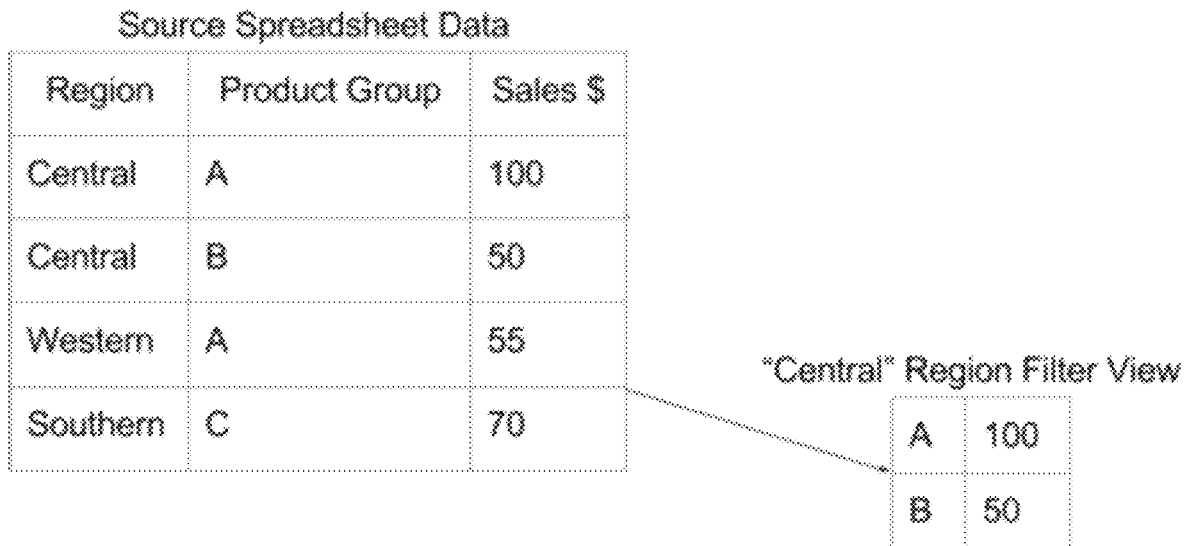 Source Spreadsheet Data
Region Product Group Sales $
Central A 100
Central B 50
Western A 55
Southern C 70
"Central" Region Filter View
A 100
B 50